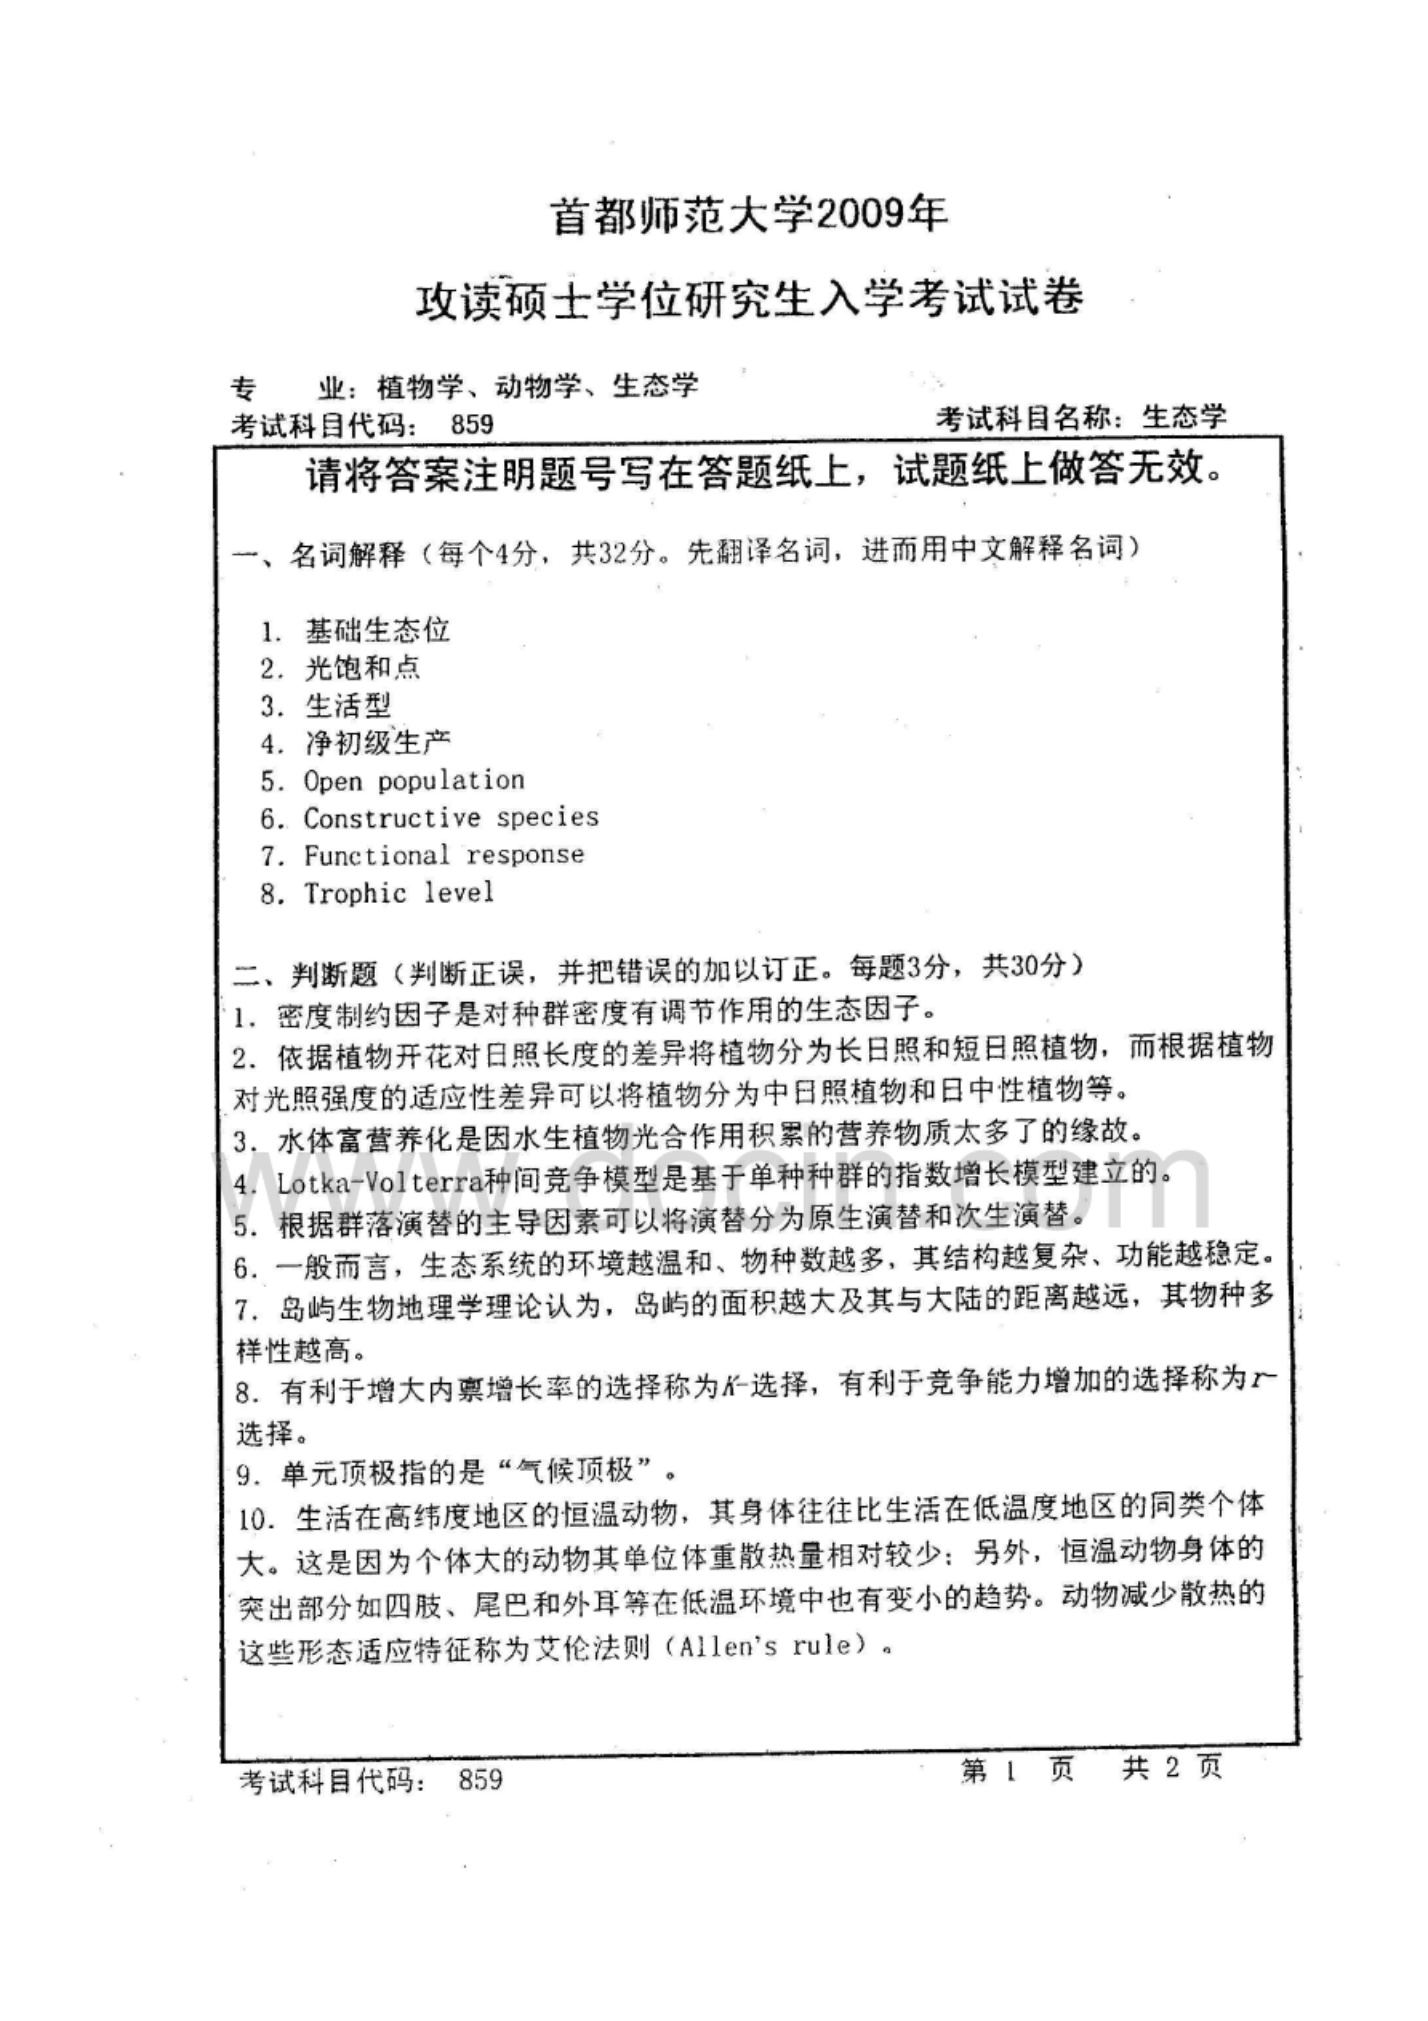 首都师范大学2009年
攻读硕士学位研究生入学考试试卷
专 业：植物学、动物学、生态学
考试科目代码： 859 考试科目名称：生态学
请将答案注明题号写在答题纸上，试题纸上做答无效。
一、名词解释（每个4分，共32分。先翻译名词，进而用中文解释名词）
1. 基础生态位
2. 光饱和点
3. 生活型
4. 净初级生产
5. Open population
6. Constructive species
7. Functional response
8. Trophic level
二、判断题（判断正误，并把错误的加以订正。每题3分，共30分）
1. 密度制约因子是对种群密度有调节作用的生态因子。
2. 依据植物开花对日照长度的差异将植物分为长日照和短日照植物，而根据植物
对光照强度的适应性差异可以将植物分为中日照植物和日中性植物等。
3. 水体富营养化是因水生植物光合作用积累的营养物质太多了的缘故。
4. Lotka-Volterra种间竞争模型是基于单种种群的指数增长模型建立的。
www.docin.com
5. 根据群落演替的主导因素可以将演替分为原生演替和次生演替。
6. 一般而言，生态系统的环境越温和、物种数越多，其结构越复杂、功能越稳定。
7. 岛屿生物地理学理论认为，岛屿的面积越大及其与大陆的距离越远，其物种多
样性越高。
8. 有利于增大内禀增长率的选择称为K-选择，有利于竞争能力增加的选择称为r-
选择。
9. 单元顶极指的是“气候顶极”。
10. 生活在高纬度地区的恒温动物，其身体往往比生活在低温度地区的同类个体
大。这是因为个体大的动物其单位体重散热量相对较少；另外，恒温动物身体的
突出部分如四肢、尾巴和外耳等在低温环境中也有变小的趋势。动物减少散热的
这些形态适应特征称为艾伦法则（Allen's rule）。
考试科目代码： 859 第 1 页 共 2 页